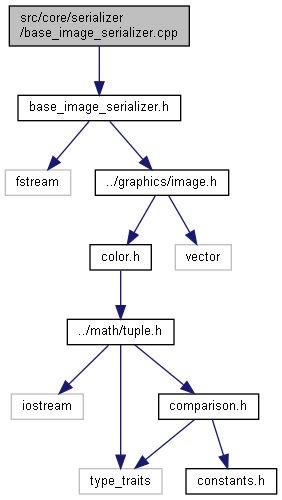 src/core/serializer
/base_image_serializer.cpp
base_image_serializer.h
fstream
../graphics/image.h
color.h
vector
../math/tuple.h
iostream
comparison.h
type_traits
constants.h